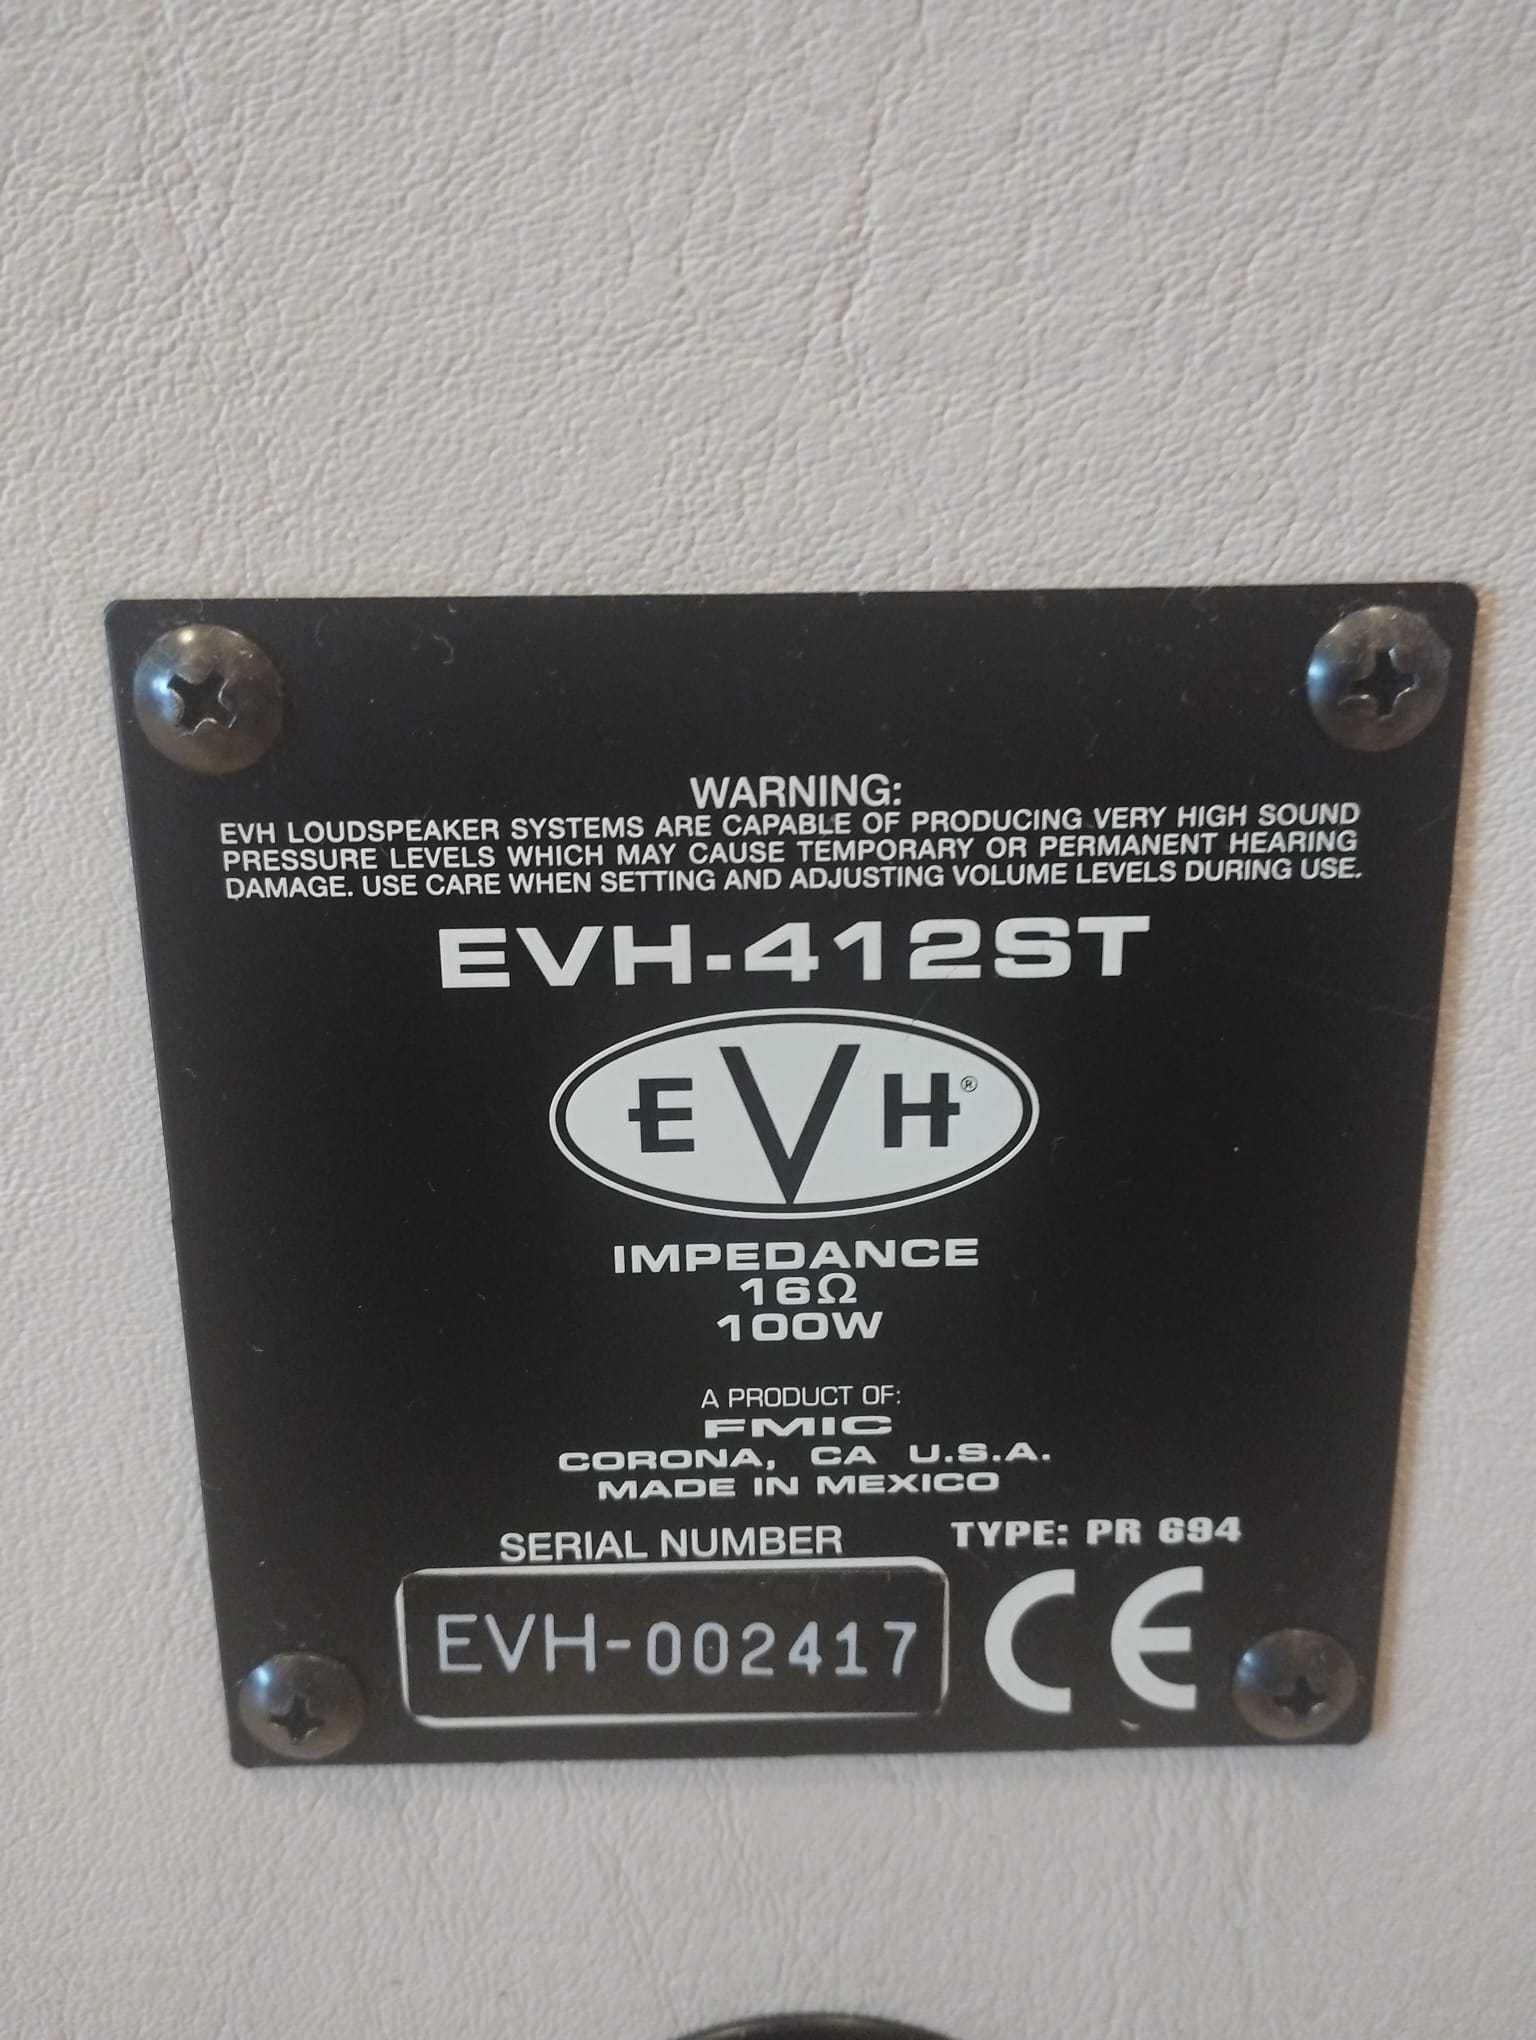 WARNING:
EVH LOUDSPEAKER SYSTEMS ARE CAPABLE OF PRODUCING VERY HIGH SOUND
PRESSURE LEVELS WHICH MAY CAUSE TEMPORARY OR PERMANENT HEARING
DAMAGE. USE CARE WHEN SETTING AND ADJUSTING VOLUME LEVELS DURING USE.
EVH-412ST
EVH®
IMPEDANCE
16Ω
100W
A PRODUCT OF:
FMIC
CORONA, CA U.S.A.
MADE IN MEXICO
SERIAL NUMBER
EVH-002417
TYPE: PR 694
CE